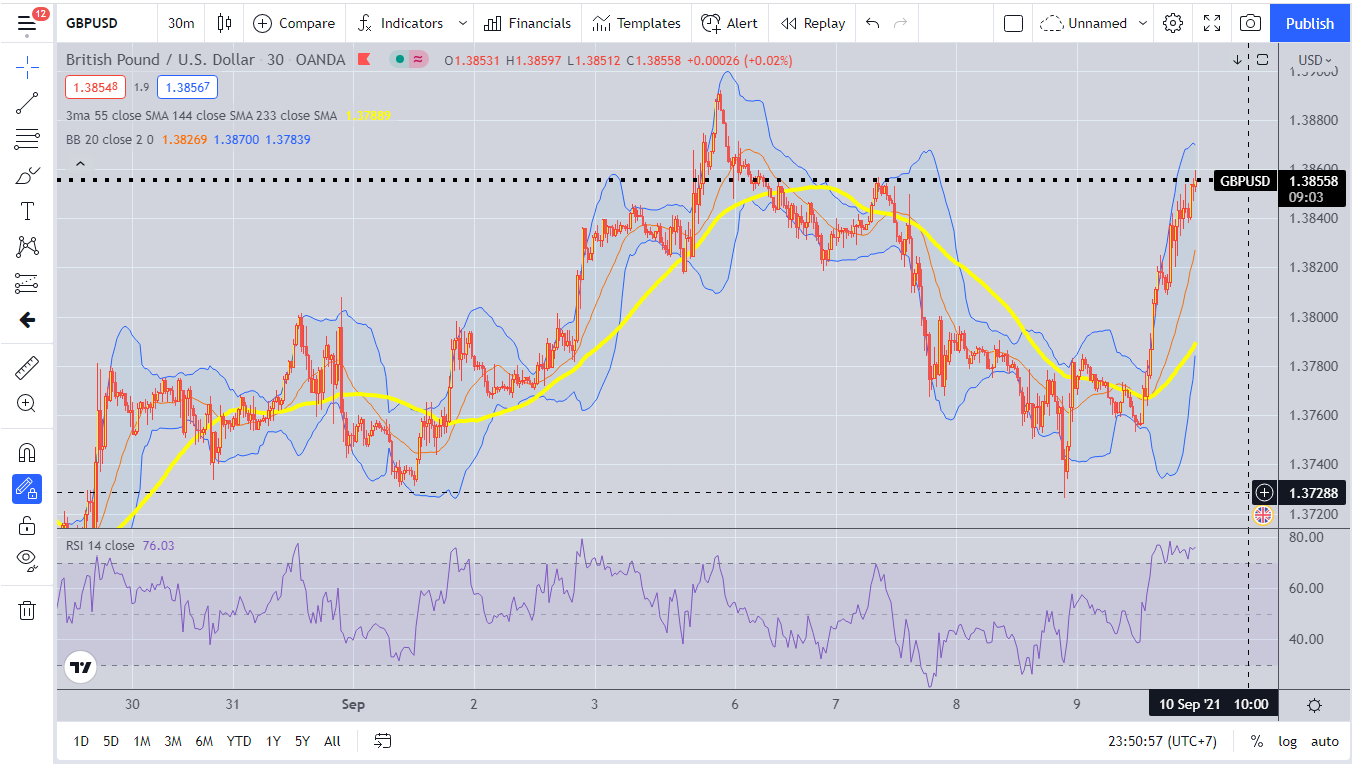 12
GBPUSD 30m Compare Indicators Financials Templates Alert Replay Unnamed Publish
British Pound / U.S. Dollar · 30 · OANDA ≈ O1.38531 H1.38597 L1.38512 C1.38558 +0.00026 (+0.02%) USD
1.38548 1.9 1.38567
3ma 55 close SMA 144 close SMA 233 close SMA 1.37889
BB 20 close 2 0 1.38269 1.38700 1.37839
1.39000
1.38800
1.38600
GBPUSD 1.38558
09:03
1.38400
1.38200
1.38000
1.37800
1.37600
1.37400
1.37288
1.37200
RSI 14 close 76.03
80.00
60.00
40.00
30 31 Sep 2 3 6 7 8 9 10 Sep '21 10:00
1D 5D 1M 3M 6M YTD 1Y 5Y All 23:50:57 (UTC+7) % log auto